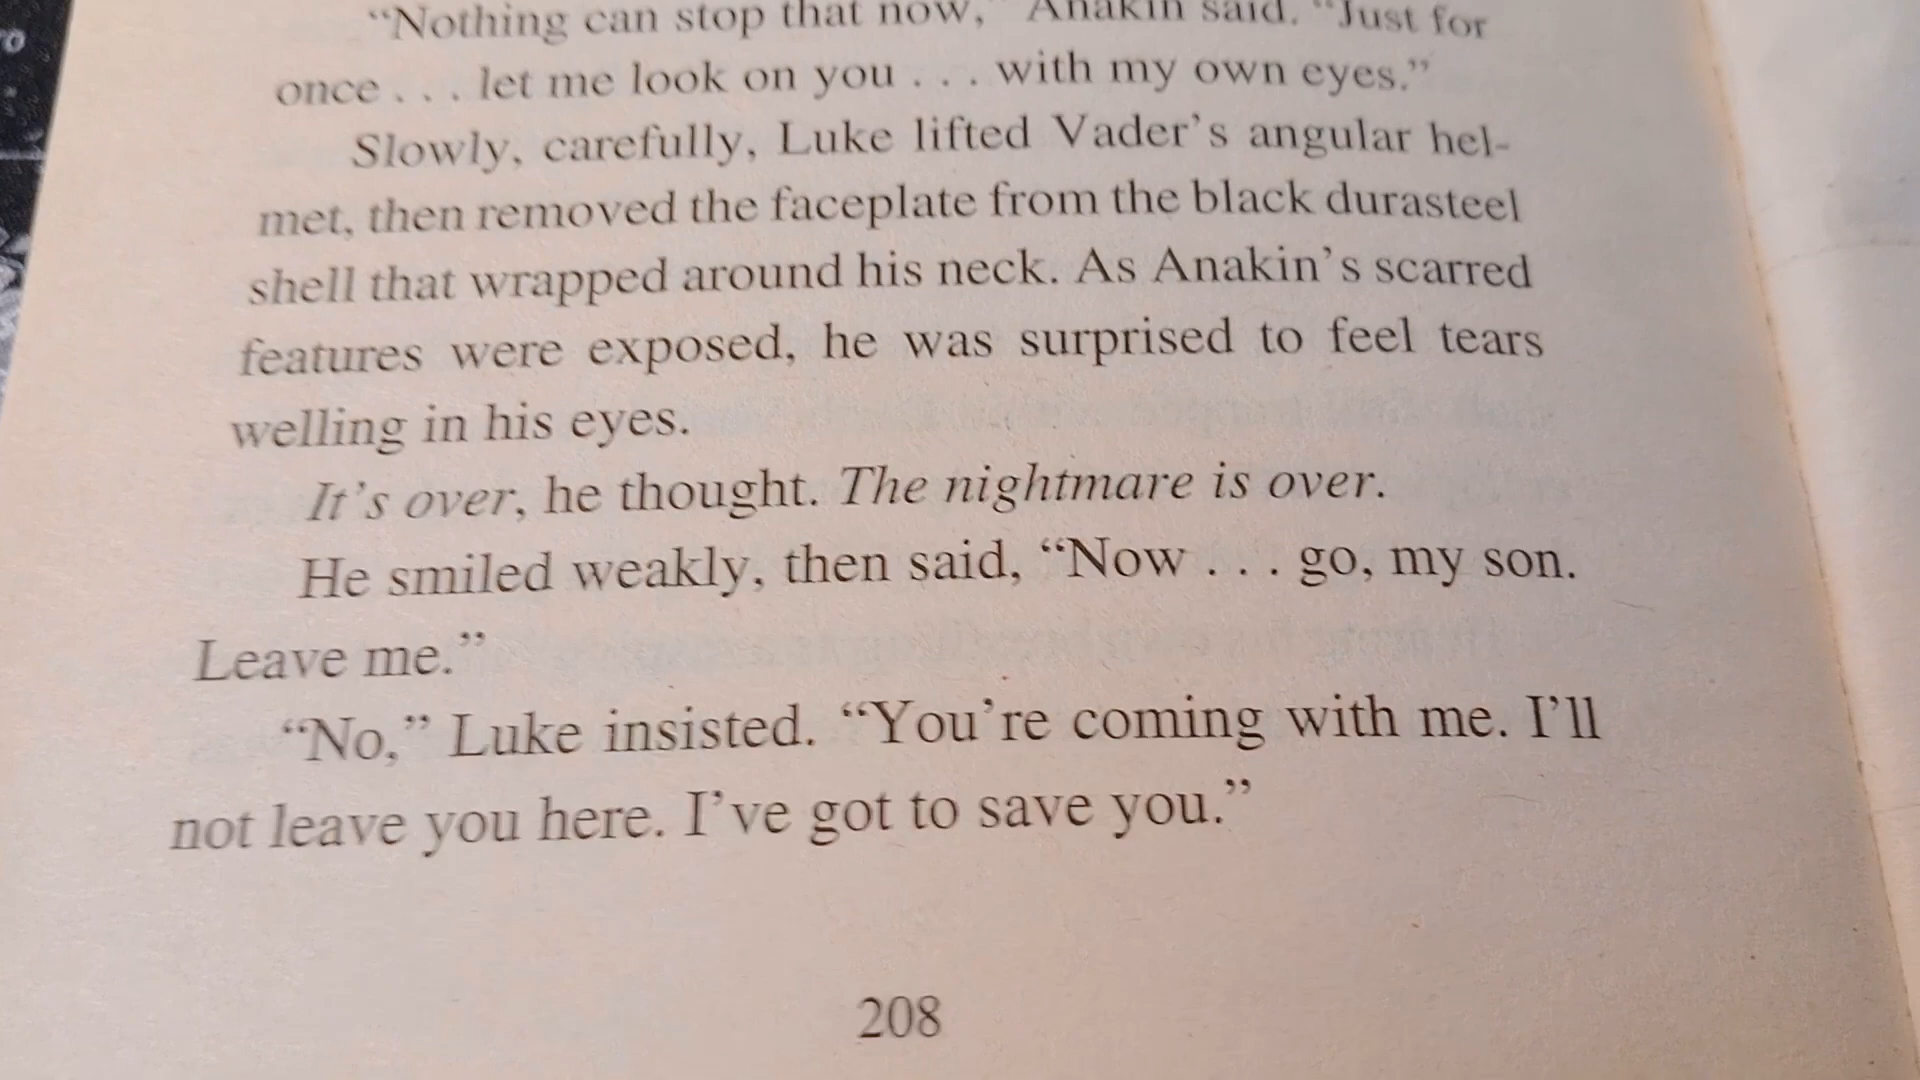 “Nothing can stop that now,” Anakin said. “Just for
once . . . let me look on you . . . with my own eyes.”
Slowly, carefully, Luke lifted Vader’s angular hel-
met, then removed the faceplate from the black durasteel
shell that wrapped around his neck. As Anakin’s scarred
features were exposed, he was surprised to feel tears
welling in his eyes.
It’s over, he thought. The nightmare is over.
He smiled weakly, then said, “Now . . . go, my son.
Leave me.”
“No,” Luke insisted. “You’re coming with me. I’ll
not leave you here. I’ve got to save you.”
208